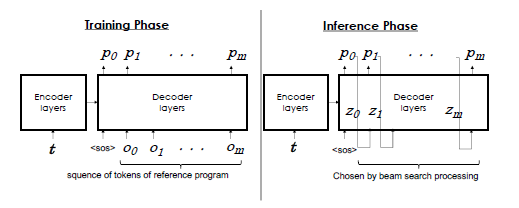 Training Phase
p0 p1 . . . pm
Encoder layers
Decoder layers
t
<sos> o0 o1 . . . om
squence of tokens of reference program
Inference Phase
p0 p1 . . . pm
Encoder layers
Decoder layers
z0 z1 zm
t
<sos>
Chosen by beam search processing